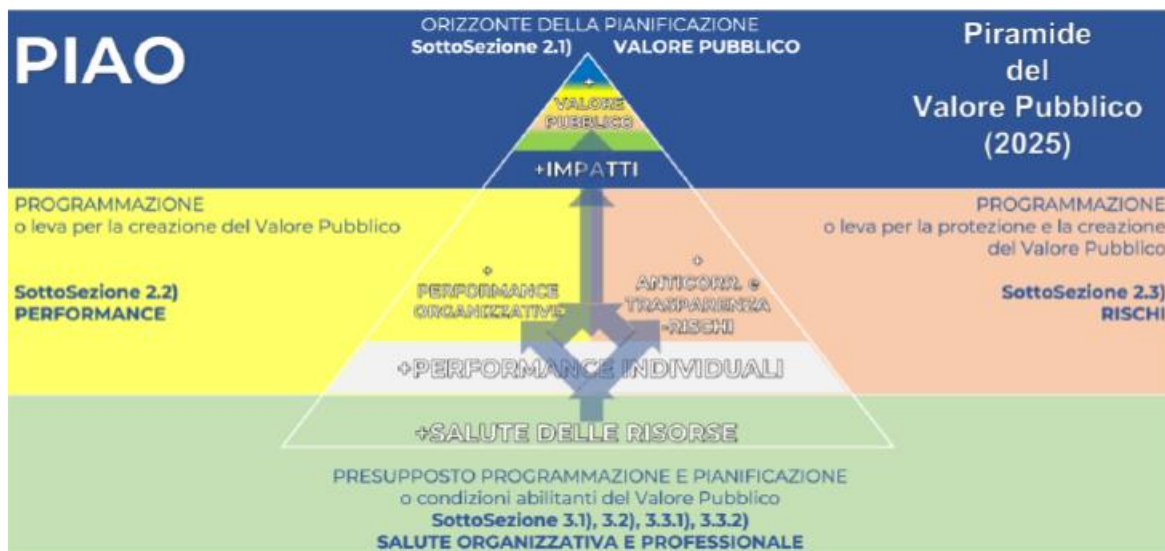 PIAO
ORIZZONTE DELLA PIANIFICAZIONE
SottoSezione 2.1) VALORE PUBBLICO
Piramide
del
Valore Pubblico
(2025)
+
VALORE
PUBBLICO
+IMPATTI
PROGRAMMAZIONE
o leva per la creazione del Valore Pubblico
SottoSezione 2.2)
PERFORMANCE
+
PERFORMANCE
ORGANIZZATIVE
+
ANTICORR. e
TRASPARENZA
-RISCHI
PROGRAMMAZIONE
o leva per la protezione e la creazione
del Valore Pubblico
SottoSezione 2.3)
RISCHI
+PERFORMANCE INDIVIDUALI
+SALUTE DELLE RISORSE
PRESUPPOSTO PROGRAMMAZIONE E PIANIFICAZIONE
o condizioni abilitanti del Valore Pubblico
SottoSezione 3.1), 3.2), 3.3.1), 3.3.2)
SALUTE ORGANIZZATIVA E PROFESSIONALE